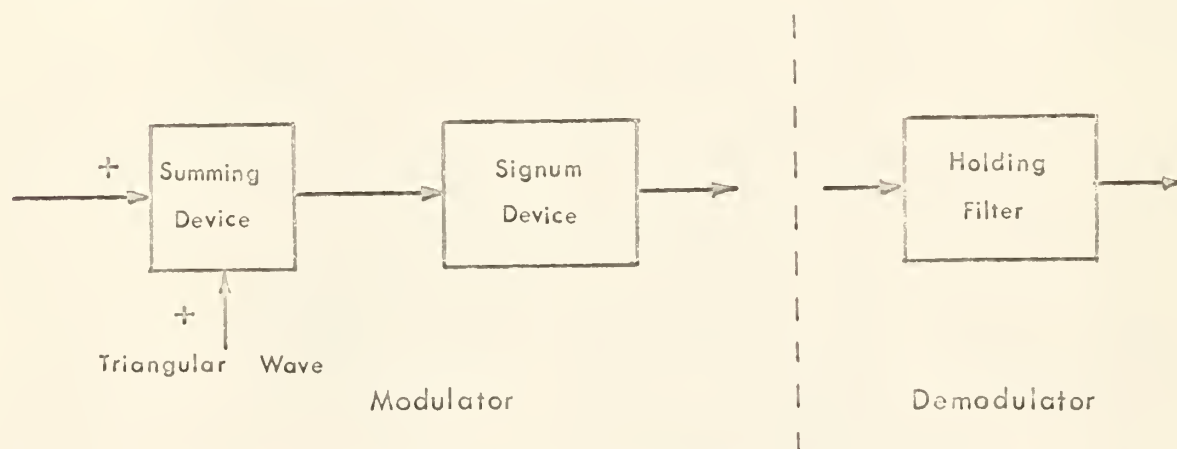 +
Summing
Device
+
Triangular Wave
Signum
Device
Modulator
Holding
Filter
Demodulator